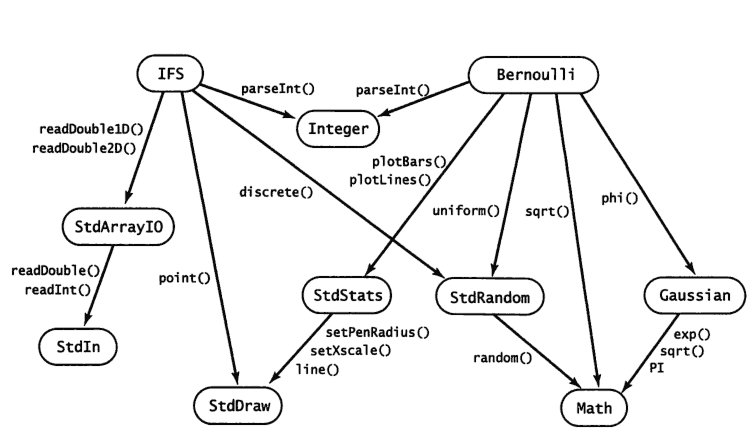 IFS
Bernoulli
parseInt()
parseInt()
Integer
readDouble1D()
readDouble2D()
plotBars()
plotLines()
discrete()
uniform()
sqrt()
phi()
StdArrayIO
readDouble()
readInt()
point()
StdStats
StdRandom
Gaussian
setPenRadius()
setXscale()
line()
exp()
sqrt()
PI
random()
StdIn
StdDraw
Math